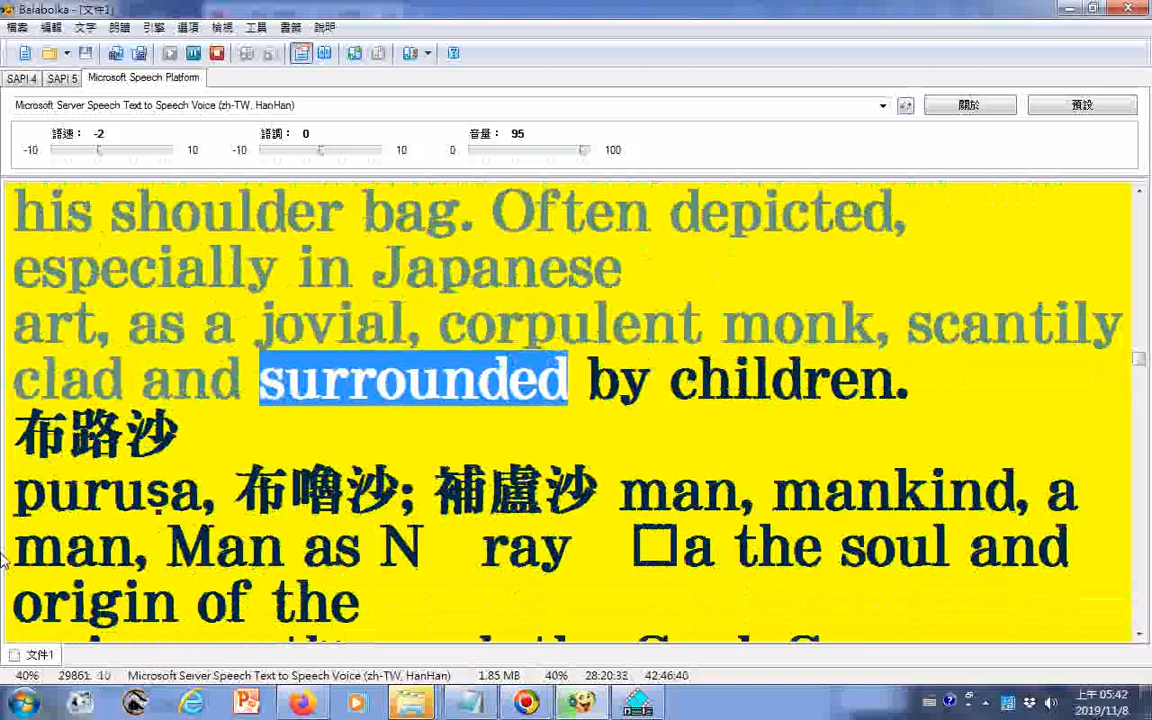 Balabolka - [文件1]
檔案 編輯 文字 朗讀 引擎 選項 檢視 工具 書籤 說明
SAPI 4 SAPI 5 Microsoft Speech Platform
Microsoft Server Speech Text to Speech Voice (zh-TW, HanHan) 關於 預設
語速： -2 語調： 0 音量： 95
-10 10 -10 10 0 100
his shoulder bag. Often depicted,
especially in Japanese
art, as a jovial, corpulent monk, scantily
clad and surrounded by children.
布路沙
puruṣa, 布嚕沙; 補盧沙 man, mankind, a
man, Man as N ray □a the soul and
origin of the
文件1
40% 29861: 10 Microsoft Server Speech Text to Speech Voice (zh-TW, HanHan) 1.85 MB 40% 28:20:33 42:46:40
上午 05:42
2019/11/8